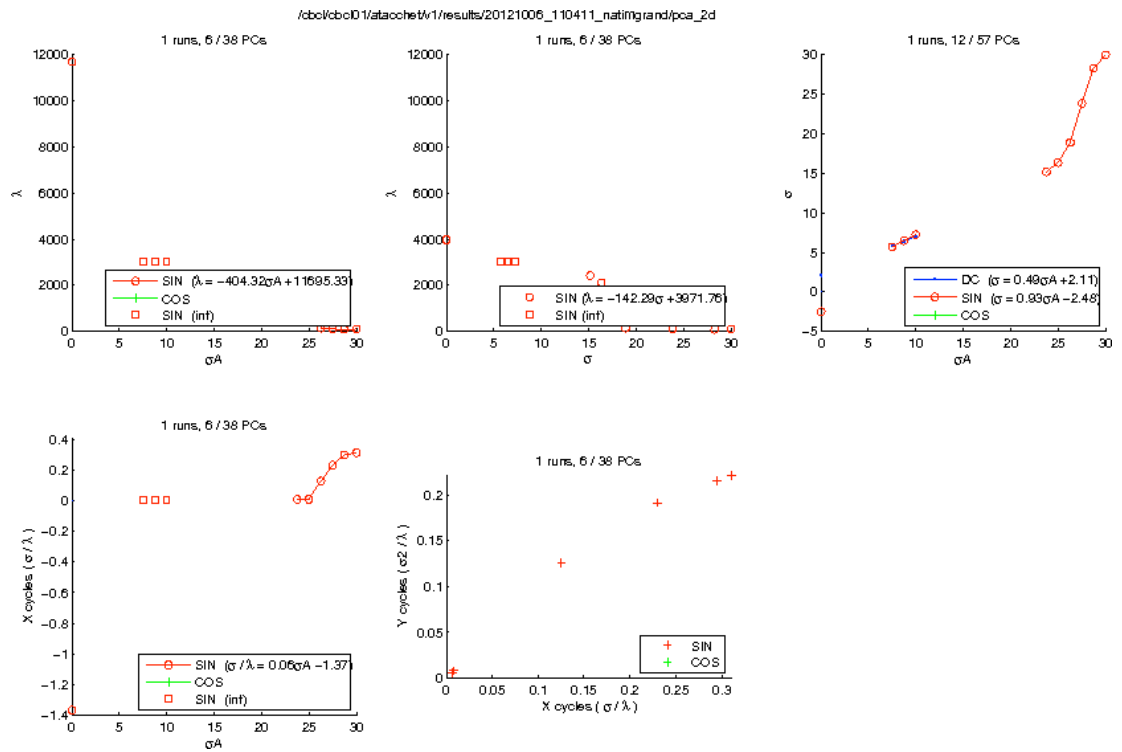 /cbcl/cbcl01/atacchet/v1/results/20121006_110411_natimgrand/pca_2d
1 runs, 6 / 38 PCs
12000
10000
8000
6000
4000
2000
0
λ
SIN (λ = −404.32σA +11695.33)
COS
SIN (inf)
0 5 10 15 20 25 30
σA
1 runs, 6 / 38 PCs
12000
10000
8000
6000
4000
2000
0
λ
SIN (λ = −142.29σ +3971.76)
SIN (inf)
0 5 10 15 20 25 30
σ
1 runs, 12 / 57 PCs
30
25
20
15
10
5
0
−5
σ
DC (σ = 0.49σA +2.11)
SIN (σ = 0.93σA −2.48)
COS
0 5 10 15 20 25 30
σA
1 runs, 6 / 38 PCs
0.4
0.2
0
−0.2
−0.4
−0.6
−0.8
−1
−1.2
−1.4
X cycles ( σ / λ )
SIN (σ / λ = 0.06σA −1.37)
COS
SIN (inf)
0 5 10 15 20 25 30
σA
1 runs, 6 / 38 PCs
0.2
0.15
0.1
0.05
0
Y cycles ( σ2 / λ )
SIN
COS
0 0.05 0.1 0.15 0.2 0.25 0.3
X cycles ( σ / λ )